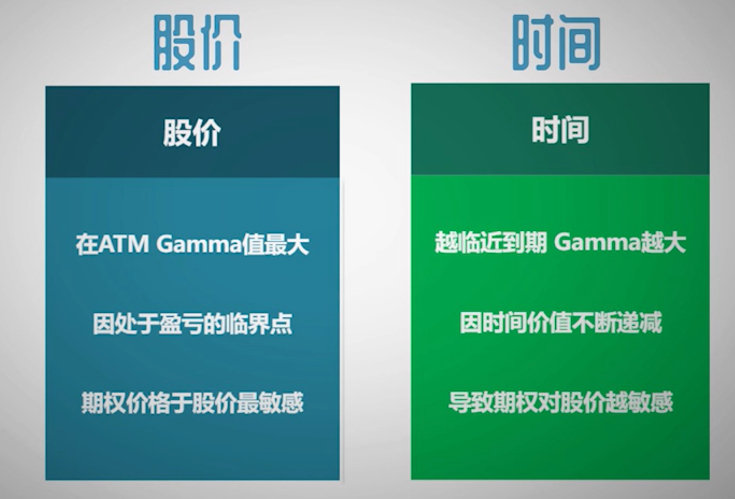 股价
股价
在ATM Gamma值最大
因处于盈亏的临界点
期权价格于股价最敏感
时间
时间
越临近到期 Gamma越大
因时间价值不断递减
导致期权对股价越敏感